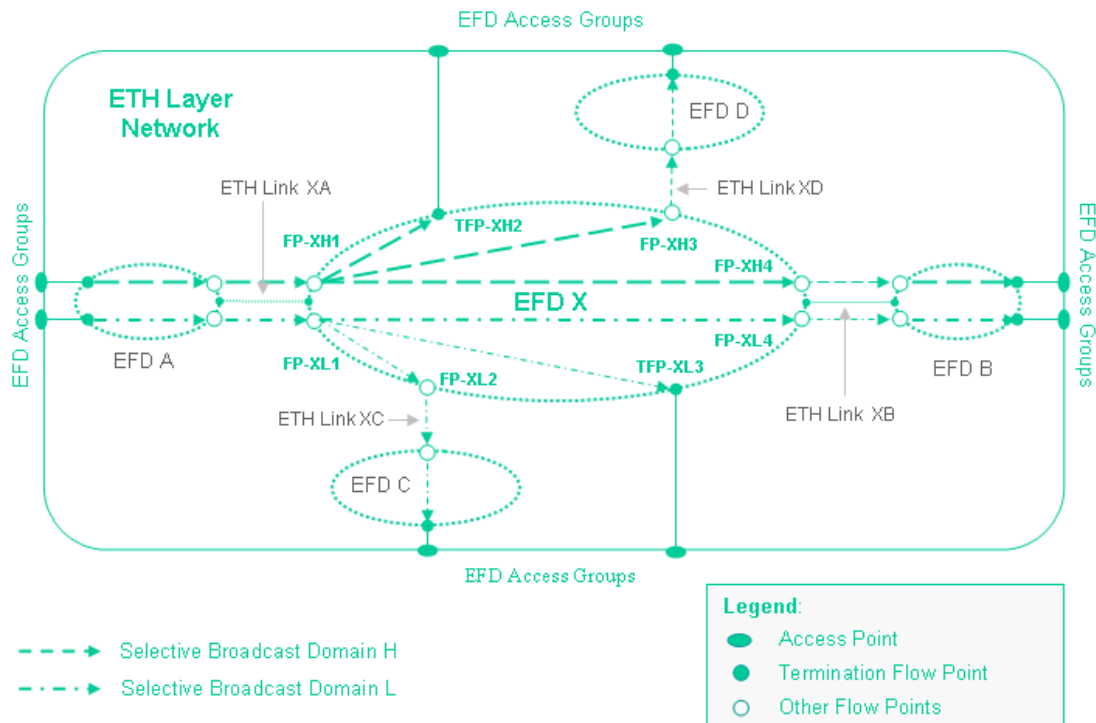 EFD Access Groups
ETH Layer
Network
EFD D
ETH Link XA
ETH Link XD
TFP-XH2
FP-XH1
FP-XH3
FP-XH4
EFD Access Groups
EFD Access Groups
EFD X
EFD A
FP-XL1
FP-XL2
TFP-XL3
FP-XL4
EFD B
ETH Link XC
ETH Link XB
EFD C
EFD Access Groups
Legend:
Access Point
Termination Flow Point
Other Flow Points
Selective Broadcast Domain H
Selective Broadcast Domain L